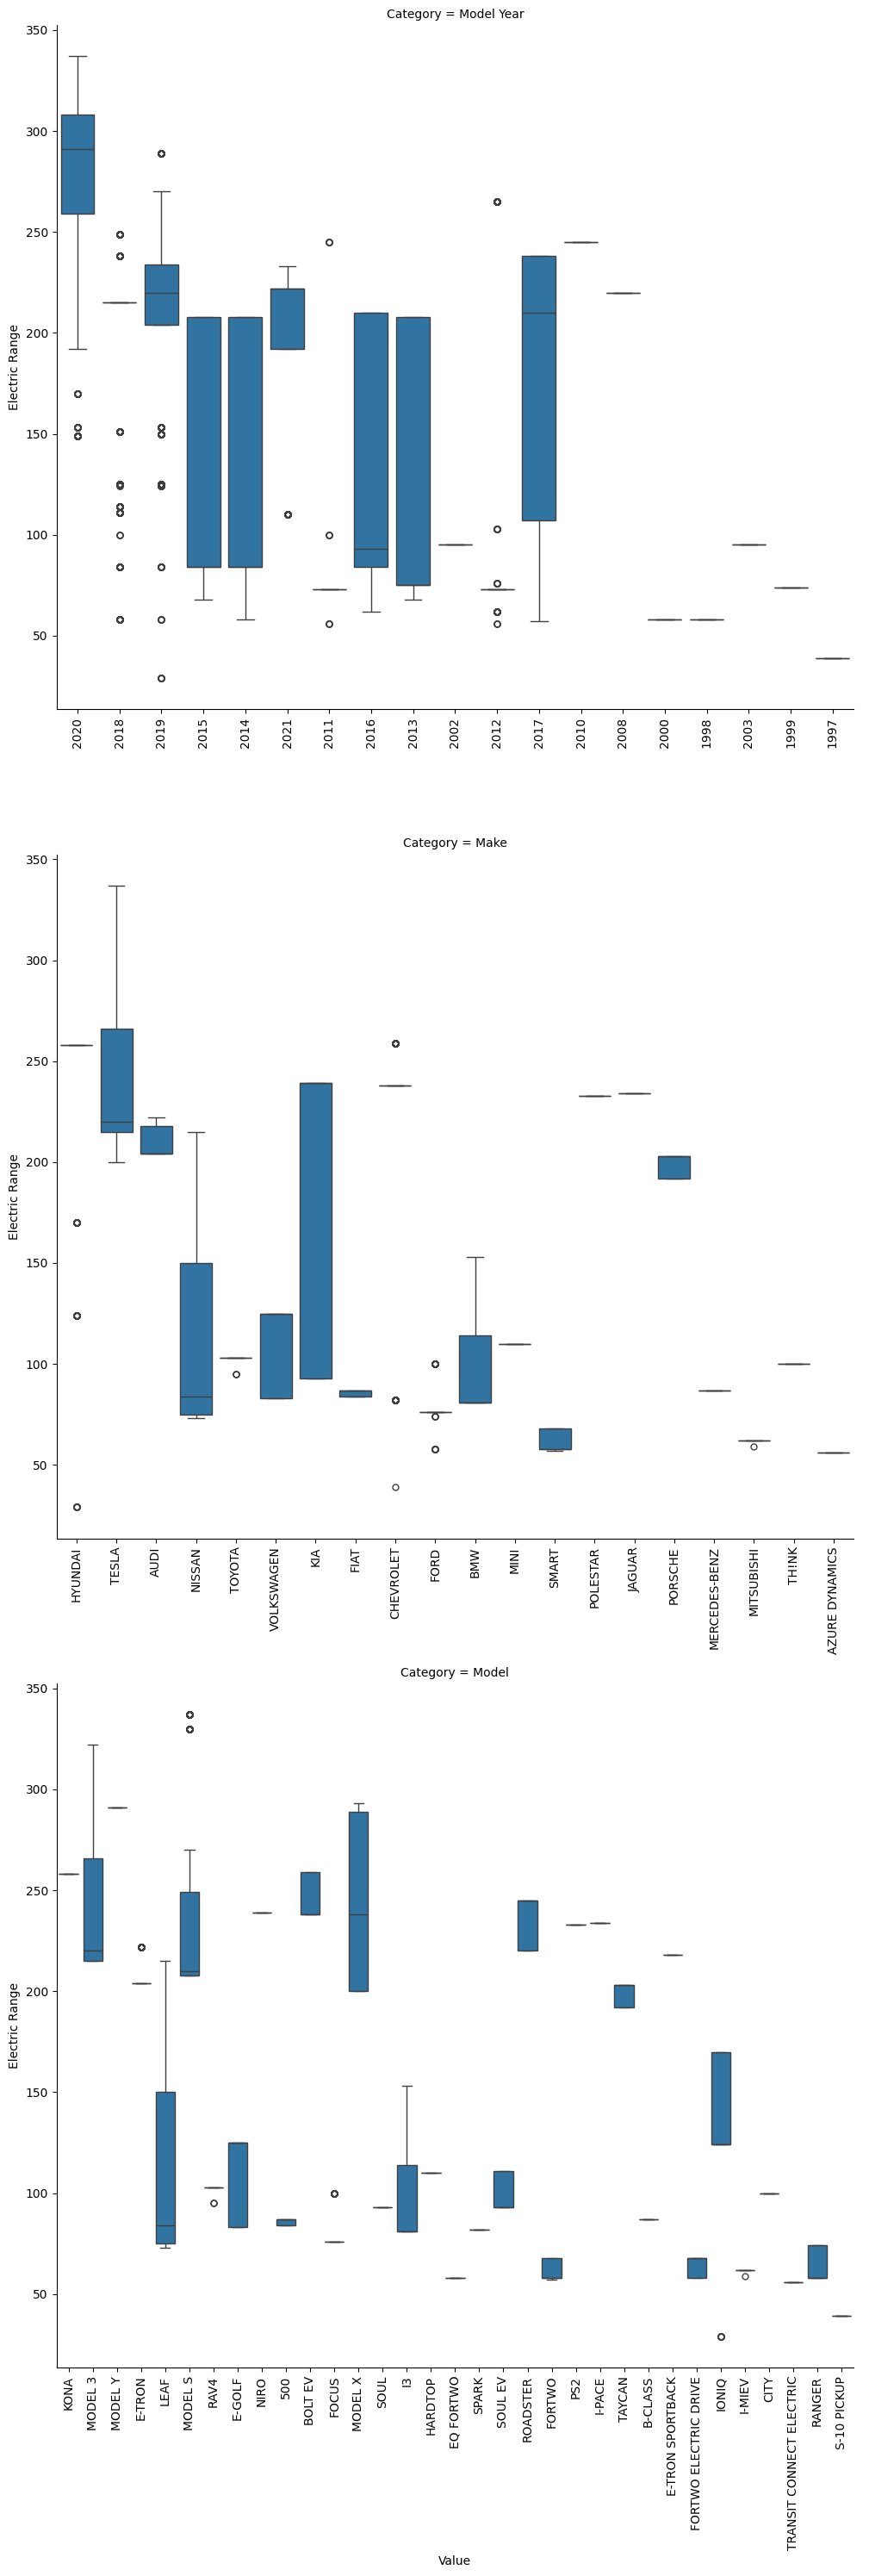 Category = Model Year
350
300
250
200
150
100
50
Electric Range
2020
2018
2019
2015
2014
2021
2011
2016
2013
2002
2012
2017
2010
2008
2000
1998
2003
1999
1997
Category = Make
350
300
250
200
150
100
50
Electric Range
HYUNDAI
TESLA
AUDI
NISSAN
TOYOTA
VOLKSWAGEN
KIA
FIAT
CHEVROLET
FORD
BMW
MINI
SMART
POLESTAR
JAGUAR
PORSCHE
MERCEDES-BENZ
MITSUBISHI
TH!NK
AZURE DYNAMICS
Category = Model
350
300
250
200
150
100
50
Electric Range
KONA
MODEL 3
MODEL Y
E-TRON
LEAF
MODEL S
RAV4
E-GOLF
NIRO
500
BOLT EV
FOCUS
MODEL X
SOUL
I3
HARDTOP
EQ FORTWO
SPARK
SOUL EV
ROADSTER
FORTWO
PS2
I-PACE
TAYCAN
B-CLASS
E-TRON SPORTBACK
FORTWO ELECTRIC DRIVE
IONIQ
I-MIEV
CITY
TRANSIT CONNECT ELECTRIC
RANGER
S-10 PICKUP
Value